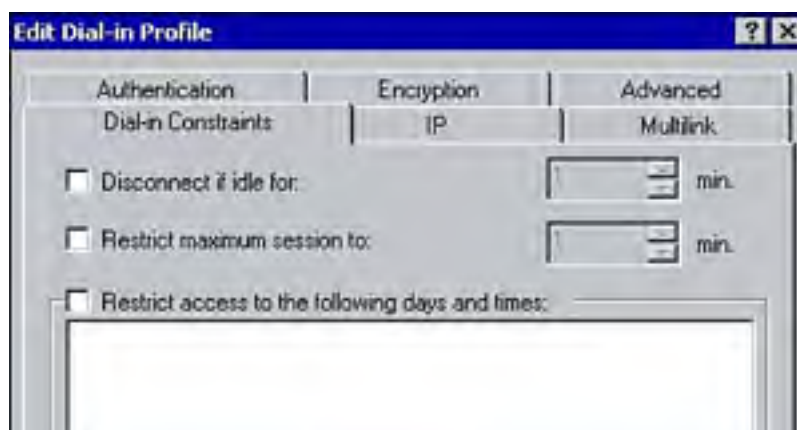 Edit Dial-in Profile
Authentication Encryption Advanced
Dial-in Constraints IP Multilink
Disconnect if idle for: 1 min.
Restrict maximum session to: 1 min.
Restrict access to the following days and times: